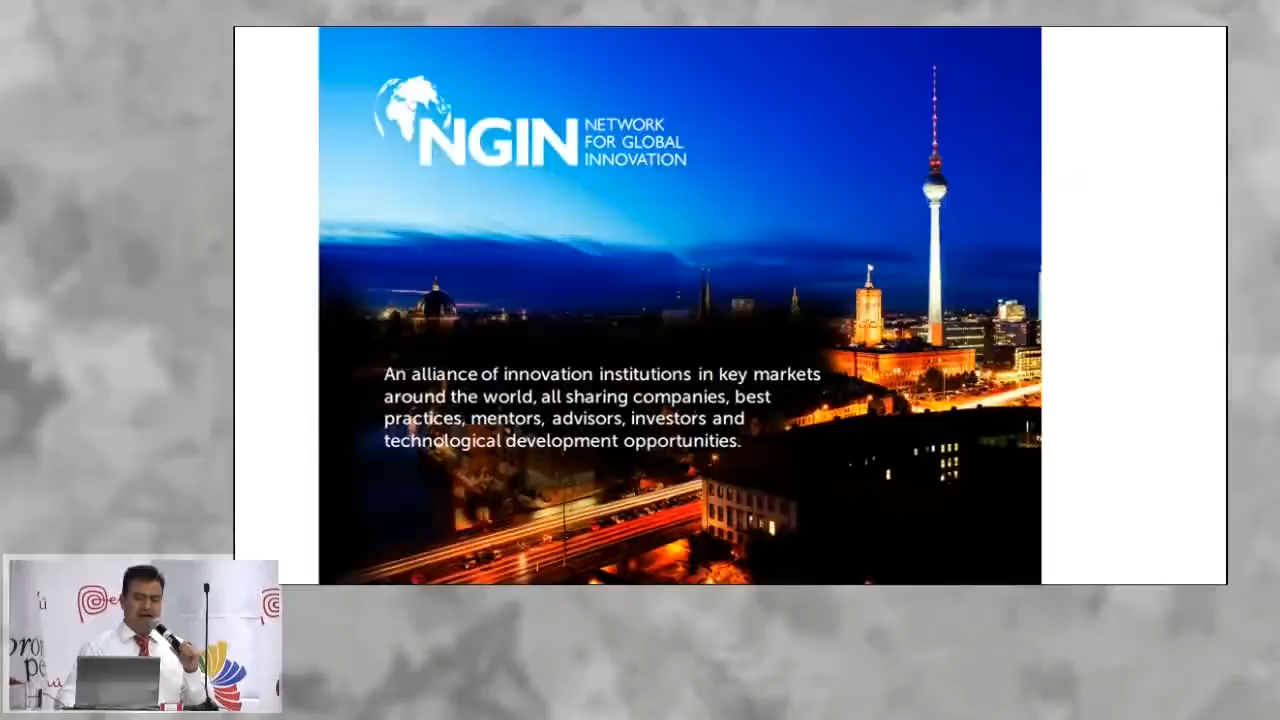 NGIN
NETWORK
FOR GLOBAL
INNOVATION
An alliance of innovation institutions in key markets
around the world, all sharing companies, best
practices, mentors, advisors, investors and
technological development opportunities.